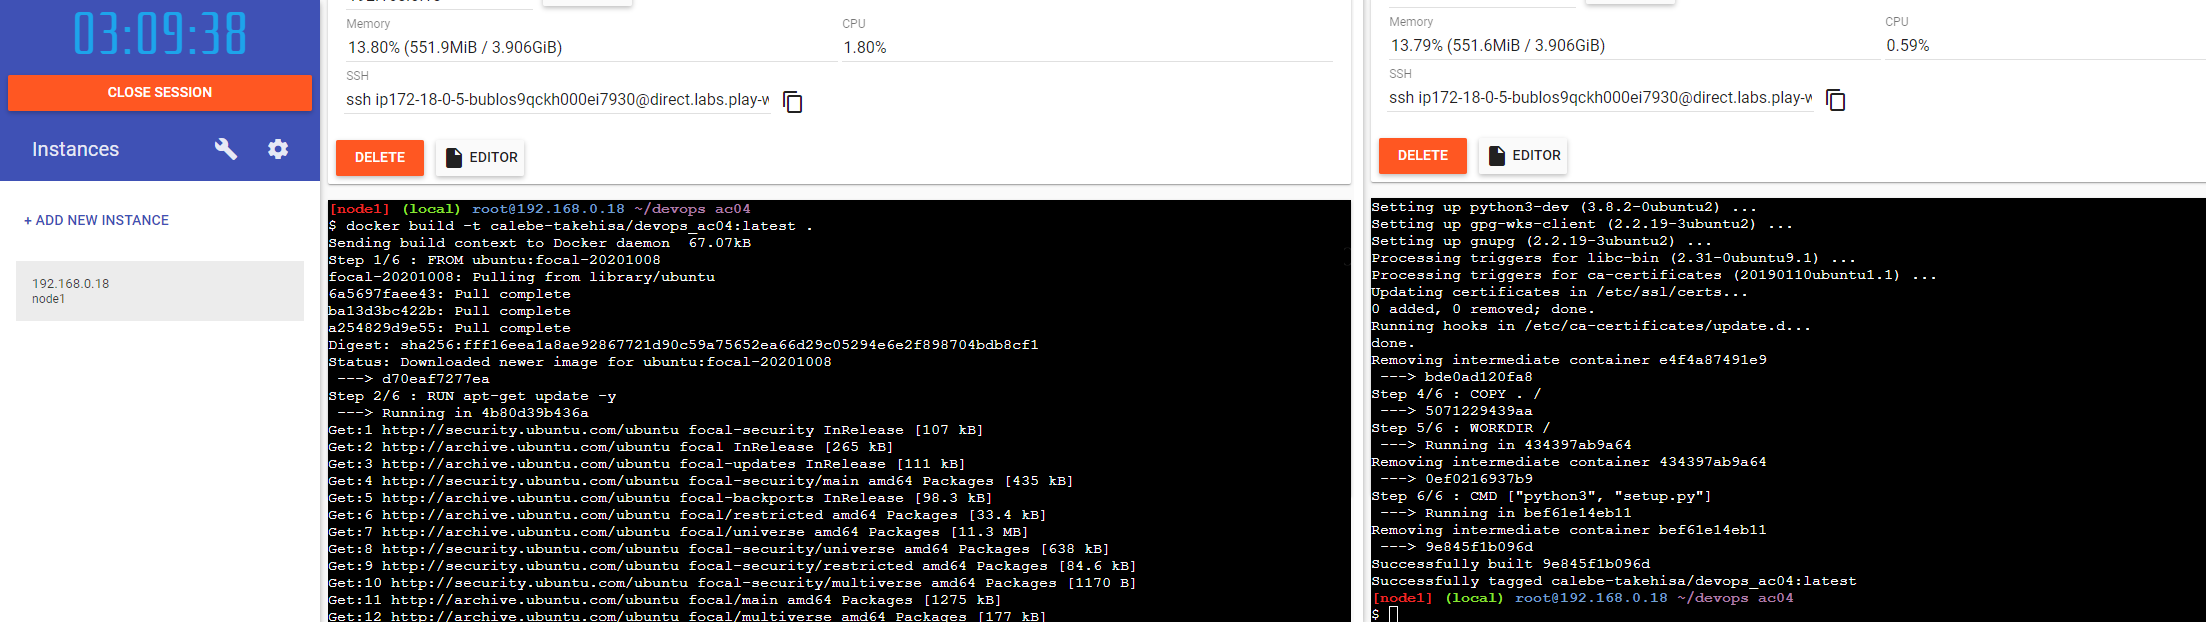 03:09:38
CLOSE SESSION
Instances
+ ADD NEW INSTANCE
192.168.0.18
node1
Memory
CPU
13.80% (551.9MiB / 3.906GiB)
1.80%
SSH
ssh ip172-18-0-5-bublos9qckh000ei7930@direct.labs.play-w
DELETE
EDITOR
[node1] (local) root@192.168.0.18 ~/devops_ac04
$ docker build -t calebe-takehisa/devops_ac04:latest .
Sending build context to Docker daemon  67.07kB
Step 1/6 : FROM ubuntu:focal-20201008
focal-20201008: Pulling from library/ubuntu
6a5697faee43: Pull complete
ba13d3bc422b: Pull complete
a254829d9e55: Pull complete
Digest: sha256:fff16eea1a8ae92867721d90c59a75652ea66d29c05294e6e2f898704bdb8cf1
Status: Downloaded newer image for ubuntu:focal-20201008
 ---> d70eaf7277ea
Step 2/6 : RUN apt-get update -y
 ---> Running in 4b80d39b436a
Get:1 http://security.ubuntu.com/ubuntu focal-security InRelease [107 kB]
Get:2 http://archive.ubuntu.com/ubuntu focal InRelease [265 kB]
Get:3 http://archive.ubuntu.com/ubuntu focal-updates InRelease [111 kB]
Get:4 http://security.ubuntu.com/ubuntu focal-security/main amd64 Packages [435 kB]
Get:5 http://archive.ubuntu.com/ubuntu focal-backports InRelease [98.3 kB]
Get:6 http://archive.ubuntu.com/ubuntu focal/restricted amd64 Packages [33.4 kB]
Get:7 http://archive.ubuntu.com/ubuntu focal/universe amd64 Packages [11.3 MB]
Get:8 http://security.ubuntu.com/ubuntu focal-security/universe amd64 Packages [638 kB]
Get:9 http://security.ubuntu.com/ubuntu focal-security/restricted amd64 Packages [84.6 kB]
Get:10 http://security.ubuntu.com/ubuntu focal-security/multiverse amd64 Packages [1170 B]
Get:11 http://archive.ubuntu.com/ubuntu focal/main amd64 Packages [1275 kB]
Get:12 http://archive.ubuntu.com/ubuntu focal/multiverse amd64 Packages [177 kB]
Memory
CPU
13.79% (551.6MiB / 3.906GiB)
0.59%
SSH
ssh ip172-18-0-5-bublos9qckh000ei7930@direct.labs.play-w
DELETE
EDITOR
Setting up python3-dev (3.8.2-0ubuntu2) ...
Setting up gpg-wks-client (2.2.19-3ubuntu2) ...
Setting up gnupg (2.2.19-3ubuntu2) ...
Processing triggers for libc-bin (2.31-0ubuntu9.1) ...
Processing triggers for ca-certificates (20190110ubuntu1.1) ...
Updating certificates in /etc/ssl/certs...
0 added, 0 removed; done.
Running hooks in /etc/ca-certificates/update.d...
done.
Removing intermediate container e4f4a87491e9
 ---> bde0ad120fa8
Step 4/6 : COPY . /
 ---> 5071229439aa
Step 5/6 : WORKDIR /
 ---> Running in 434397ab9a64
Removing intermediate container 434397ab9a64
 ---> 0ef0216937b9
Step 6/6 : CMD ["python3", "setup.py"]
 ---> Running in bef61e14eb11
Removing intermediate container bef61e14eb11
 ---> 9e845f1b096d
Successfully built 9e845f1b096d
Successfully tagged calebe-takehisa/devops_ac04:latest
[node1] (local) root@192.168.0.18 ~/devops_ac04
$